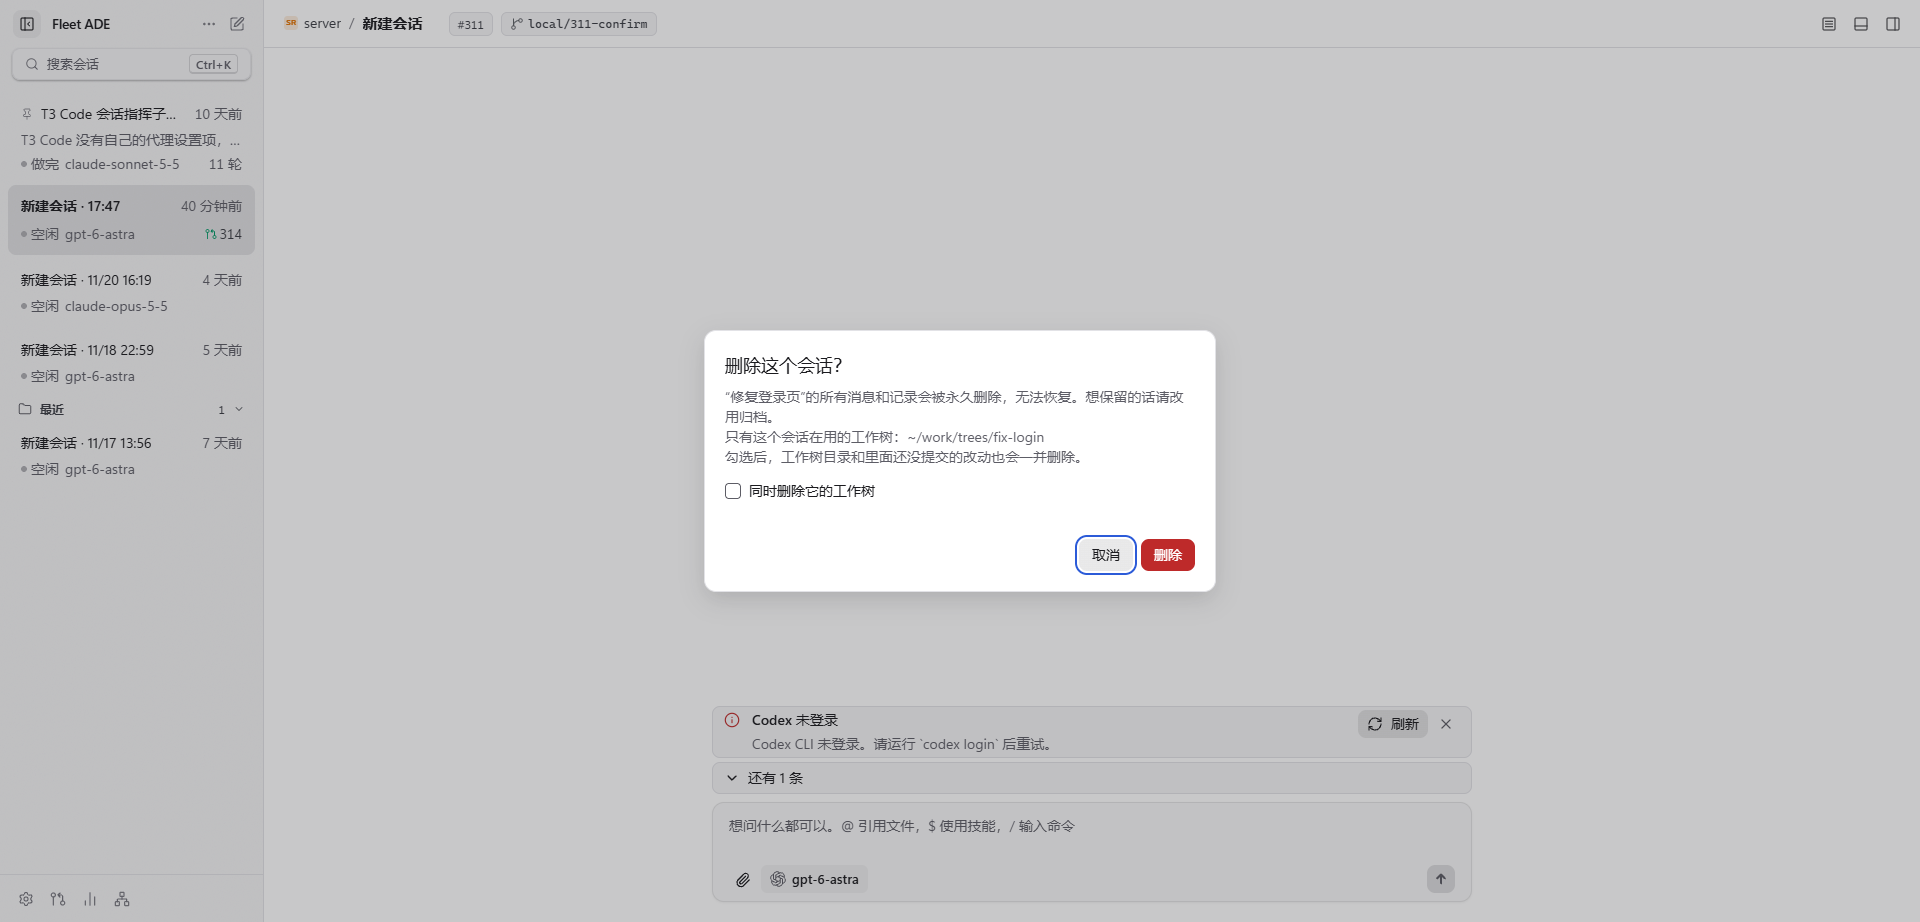 Fleet ADE
搜索会话 Ctrl+K
T3 Code 会话指挥子... 10 天前
T3 Code 没有自己的代理设置项，...
做完 claude-sonnet-5-5 11 轮
新建会话 · 17:47 40 分钟前
空闲 gpt-6-astra 314
新建会话 · 11/20 16:19 4 天前
空闲 claude-opus-5-5
新建会话 · 11/18 22:59 5 天前
空闲 gpt-6-astra
最近 1
新建会话 · 11/17 13:56 7 天前
空闲 gpt-6-astra
SR server / 新建会话 #311 local/311-confirm
删除这个会话？
“修复登录页”的所有消息和记录会被永久删除，无法恢复。想保留的话请改
用归档。
只有这个会话在用的工作树：~/work/trees/fix-login
勾选后，工作树目录和里面还没提交的改动也会一并删除。
同时删除它的工作树
取消 删除
Codex 未登录
Codex CLI 未登录。请运行 `codex login` 后重试。
刷新
还有 1 条
想问什么都可以。@ 引用文件，$ 使用技能，/ 输入命令
gpt-6-astra